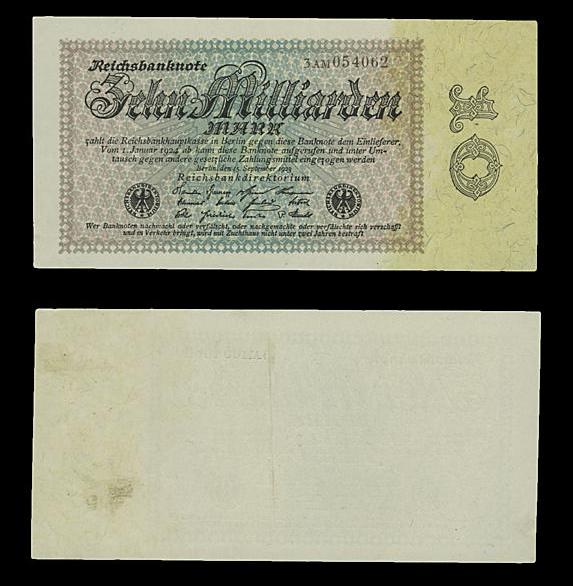 Reichsbanknote
3AM054062
Zehn Milliarden
MARK
zahlt die Reichsbankhauptkasse in Berlin gegen diese Banknote dem Einlieferer.
Vom 1. Januar 1924 ab kann diese Banknote aufgerufen und unter Um-
tausch gegen andere gesetzliche Zahlungsmittel eingezogen werden
Berlin, den 15. September 1923
Reichsbankdirektorium
Wer Banknoten nachmacht oder verfälscht, oder nachgemachte oder verfälschte sich verschafft
und in Verkehr bringt, wird mit Zuchthaus nicht unter zwei Jahren bestraft
10